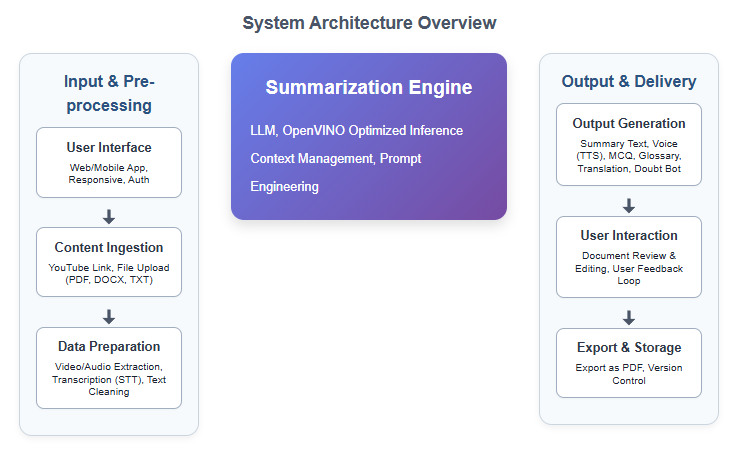 System Architecture Overview
Input & Pre-
processing
User Interface
Web/Mobile App,
Responsive, Auth
Content Ingestion
YouTube Link, File Upload
(PDF, DOCX, TXT)
Data Preparation
Video/Audio Extraction,
Transcription (STT), Text
Cleaning
Summarization Engine
LLM, OpenVINO Optimized Inference
Context Management, Prompt
Engineering
Output & Delivery
Output Generation
Summary Text, Voice
(TTS), MCQ, Glossary,
Translation, Doubt Bot
User Interaction
Document Review &
Editing, User Feedback
Loop
Export & Storage
Export as PDF, Version
Control